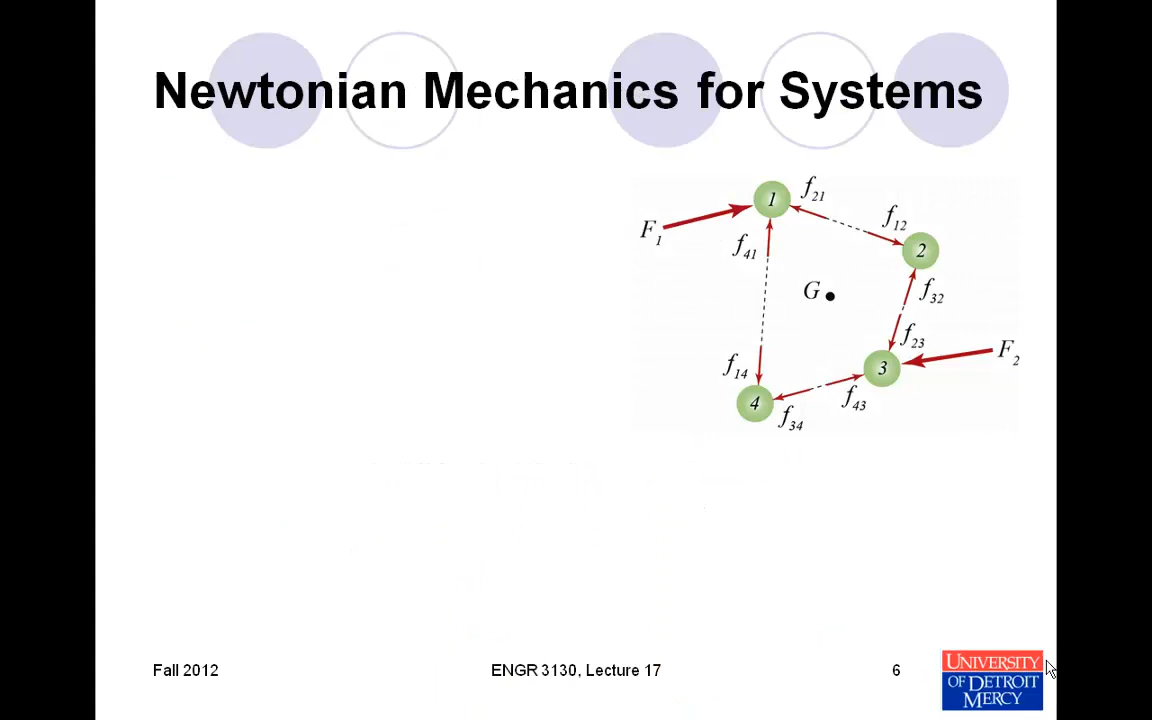 Newtonian Mechanics for Systems
1
f21
F1
f12
f41
2
G
f32
f23
F2
f14
3
4
f43
f34
Fall 2012
ENGR 3130, Lecture 17
6
UNIVERSITY
OF DETROIT
MERCY